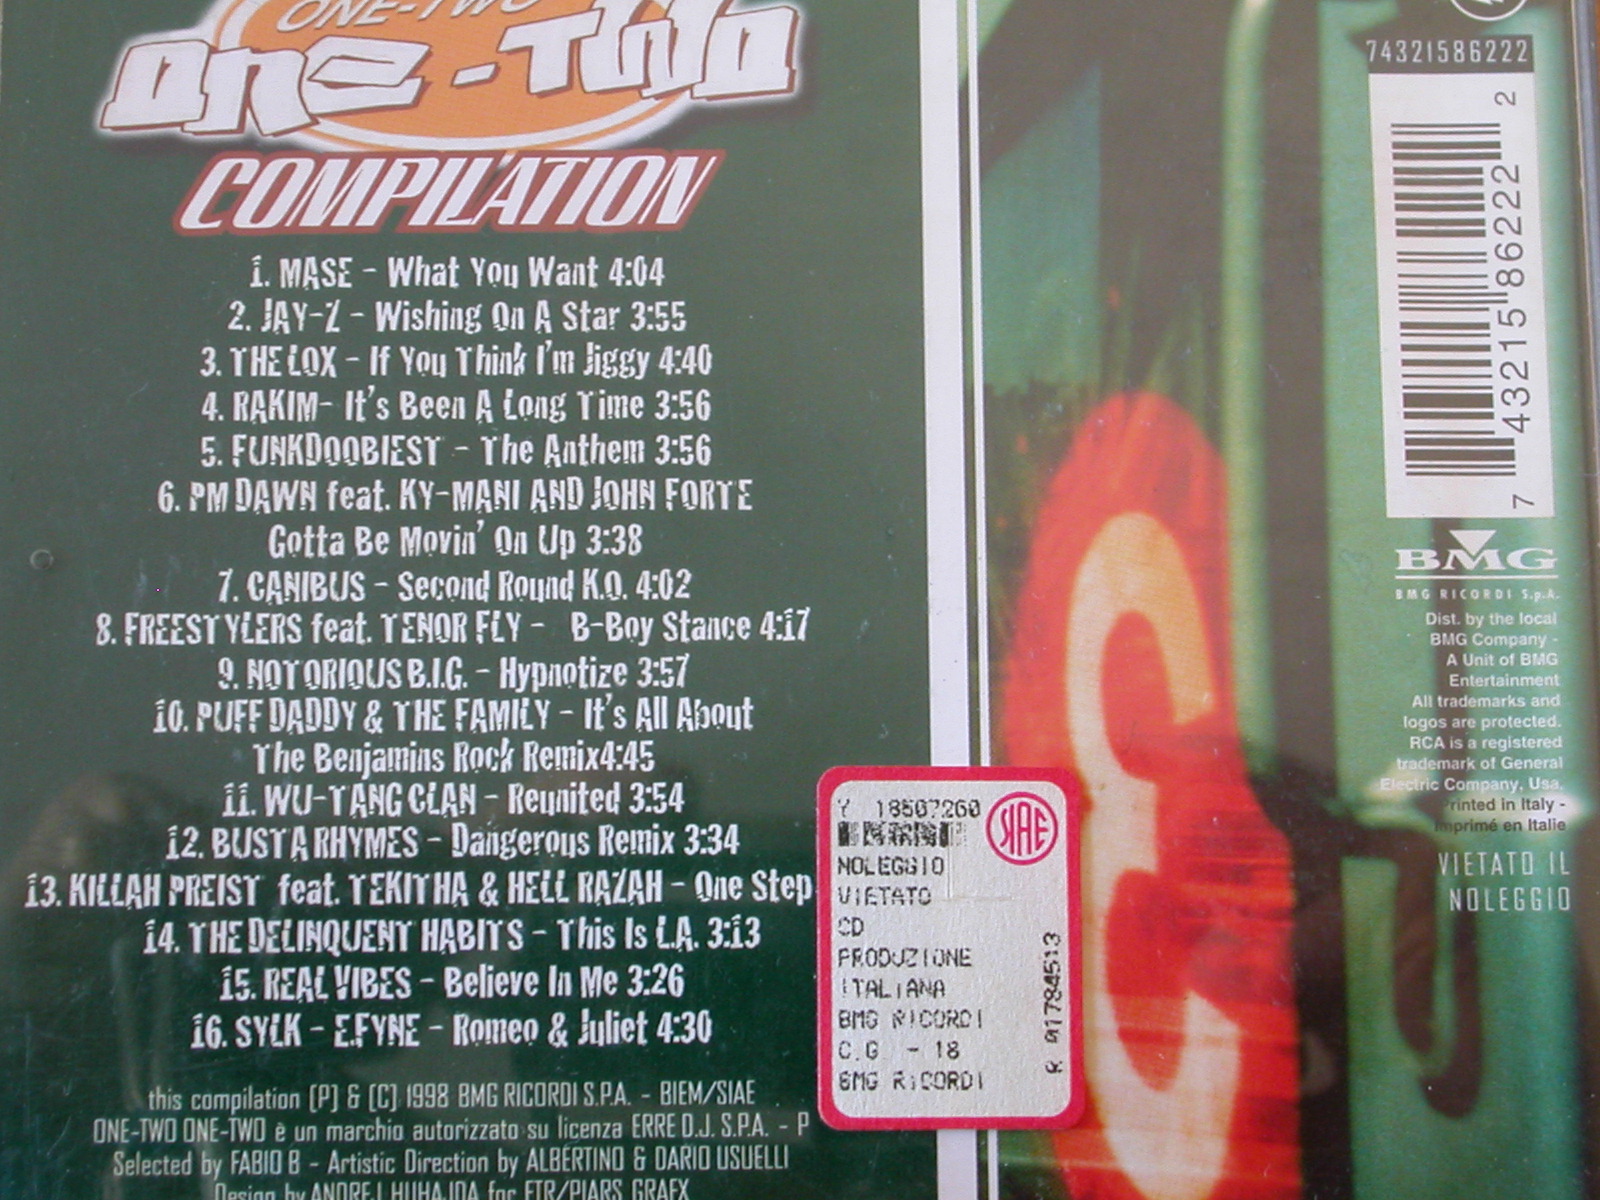 ONE-TWO
ONE-TWO
COMPILATION
1. MASE - What You Want 4:04
2. JAY-Z - Wishing On A Star 3:55
3. THE LOX - If You Think I'm Jiggy 4:40
4. RAKIM- It's Been A Long Time 3:56
5. FUNKDOOBIEST - The Anthem 3:56
6. PM DAWN feat. KY-MANI AND JOHN FORTE
Gotta Be Movin' On Up 3:38
7. CANIBUS - Second Round K.O. 4:02
8. FREESTYLERS feat. TENOR FLY - B-Boy Stance 4:17
9. NOTORIOUS B.I.G. - Hypnotize 3:57
10. PUFF DADDY & THE FAMILY - It's All About
The Benjamins Rock Remix4:45
11. WU-TANG CLAN - Reunited 3:54
12. BUSTA RHYMES - Dangerous Remix 3:34
13. KILLAH PREIST feat. TEKITHA & HELL RAZAH - One Step
14. THE DELINQUENT HABITS - This Is L.A. 3:13
15. REAL VIBES - Believe In Me 3:26
16. SYLK - E.FYNE - Romeo & Juliet 4:30
this compilation [P] & [C] 1998 BMG RICORDI S.P.A. - BIEM/SIAE
ONE-TWO ONE-TWO è un marchio autorizzato su licenza ERRE D.J. S.P.A. - P
Selected by FABIO B - Artistic Direction by ALBERTINO & DARIO USUELLI
Design by ANDREJ HUHAJDA for FTR/PIARS GRAFX
Y 18507260
SIAE
NOLEGGIO
VIETATO
CD
PRODUZIONE
ITALIANA
BMG RICORDI
C.G. - 18
BMG RICORDI
R 91784513
74321586222
7 43215"86222 2
BMG
BMG RICORDI S.p.A.
Dist. by the local
BMG Company -
A Unit of BMG
Entertainment
All trademarks and
logos are protected.
RCA is a registered
trademark of General
Electric Company, Usa.
Printed in Italy -
Imprimé en Italie
VIETATO IL
NOLEGGIO